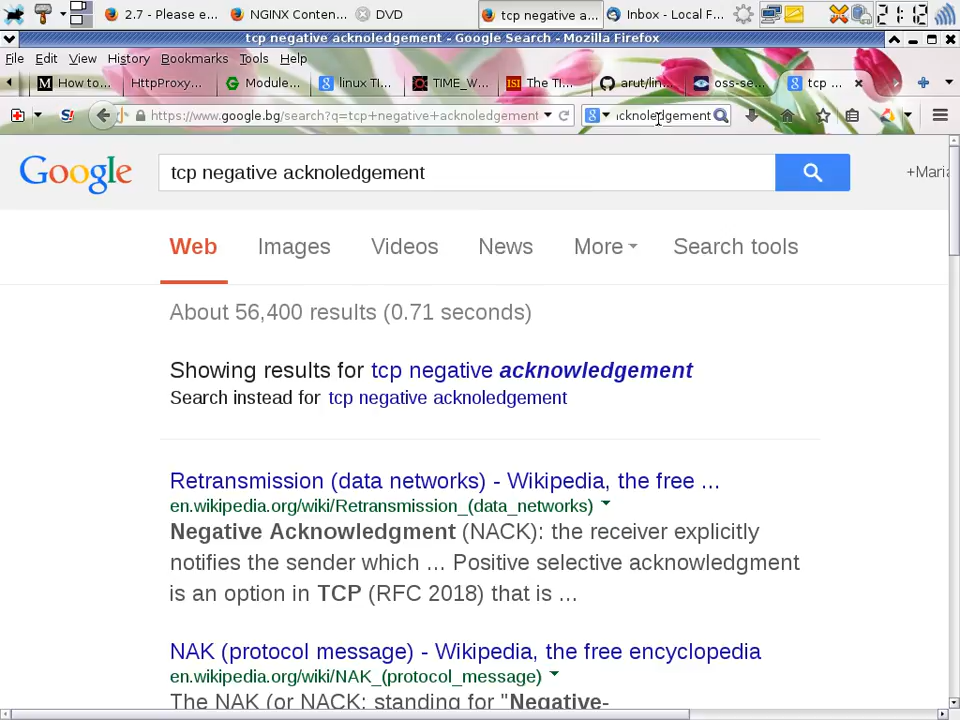 2.7 - Please e...
NGINX Conten...
DVD
tcp negative a...
Inbox - Local F...
21:12
tcp negative acknoledgement - Google Search - Mozilla Firefox
File Edit View History Bookmarks Tools Help
How to...
HttpProxy...
Module...
linux TI...
TIME_W...
The TI...
arut/lin...
oss-se...
tcp ...
https://www.google.bg/search?q=tcp+negative+acknoledgement
cknoledgement
Google
tcp negative acknoledgement
+Maria
Web
Images
Videos
News
More
Search tools
About 56,400 results (0.71 seconds)
Showing results for tcp negative acknowledgement
Search instead for tcp negative acknoledgement
Retransmission (data networks) - Wikipedia, the free ...
en.wikipedia.org/wiki/Retransmission_(data_networks)
Negative Acknowledgment (NACK): the receiver explicitly
notifies the sender which ... Positive selective acknowledgment
is an option in TCP (RFC 2018) that is ...
NAK (protocol message) - Wikipedia, the free encyclopedia
en.wikipedia.org/wiki/NAK_(protocol_message)
The NAK (or NACK: standing for "Negative-